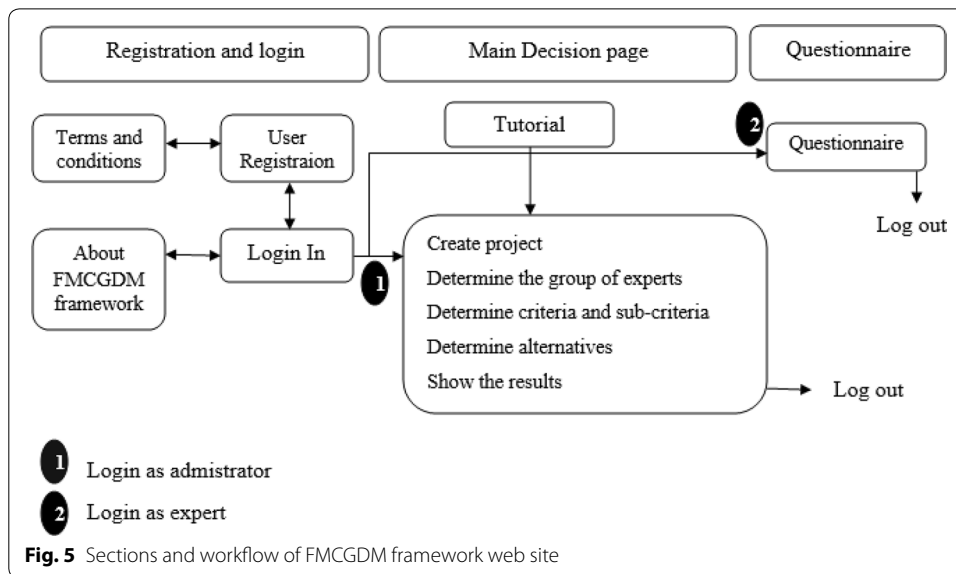 Registration and login
Main Decision page
Questionnaire
Terms and
conditions
User
Registraion
Tutorial
2
Questionnaire
Log out
About
FMCGDM
framework
Login In
1
Create project
Determine the group of experts
Determine criteria and sub-criteria
Determine alternatives
Show the results
Log out
1 Login as admistrator
2 Login as expert
Fig. 5 Sections and workflow of FMCGDM framework web site